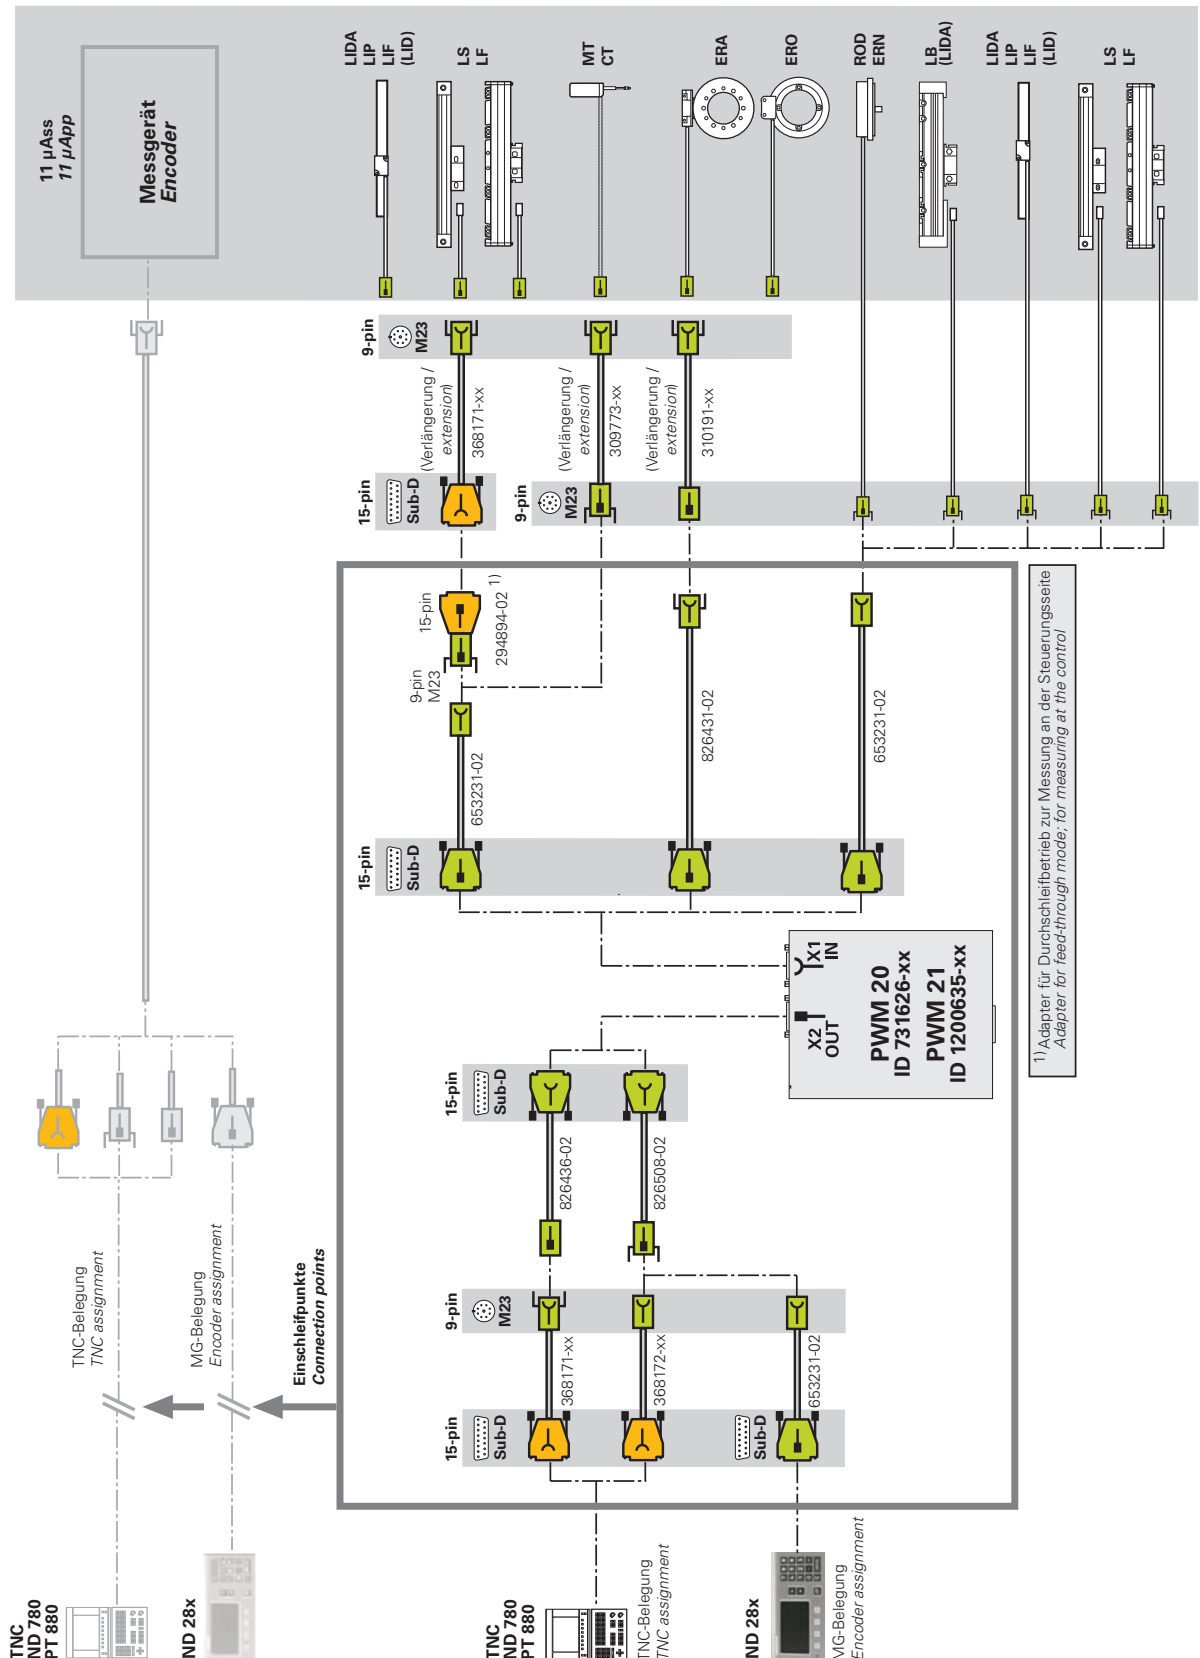 11 µAss
11 µApp
Messgerät
Encoder
LIDA
LIP
LIF
(LID)
LS
LF
MT
CT
ERA
ERO
ROD
ERN
LB
(LIDA)
LIDA
LIP
LIF
(LID)
LS
LF
9-pin
M23
(Verlängerung /
extension)
368171-xx
(Verlängerung /
extension)
309773-xx
(Verlängerung /
extension)
310191-xx
15-pin
Sub-D
9-pin
M23
15-pin
294894-02 1)
9-pin
M23
653231-02
826431-02
653231-02
15-pin
Sub-D
X1
IN
X2
OUT
PWM 20
ID 731626-xx
PWM 21
ID 1200635-xx
1) Adapter für Durchschleifbetrieb zur Messung an der Steuerungsseite
Adapter for feed-through mode; for measuring at the control
15-pin
Sub-D
826436-02
826508-02
9-pin
M23
368171-xx
368172-xx
653231-02
15-pin
Sub-D
Sub-D
TNC-Belegung
TNC assignment
MG-Belegung
Encoder assignment
Einschleifpunkte
Connection points
TNC
ND 780
PT 880
ND 28x
TNC
ND 780
PT 880
TNC-Belegung
TNC assignment
ND 28x
MG-Belegung
Encoder assignment